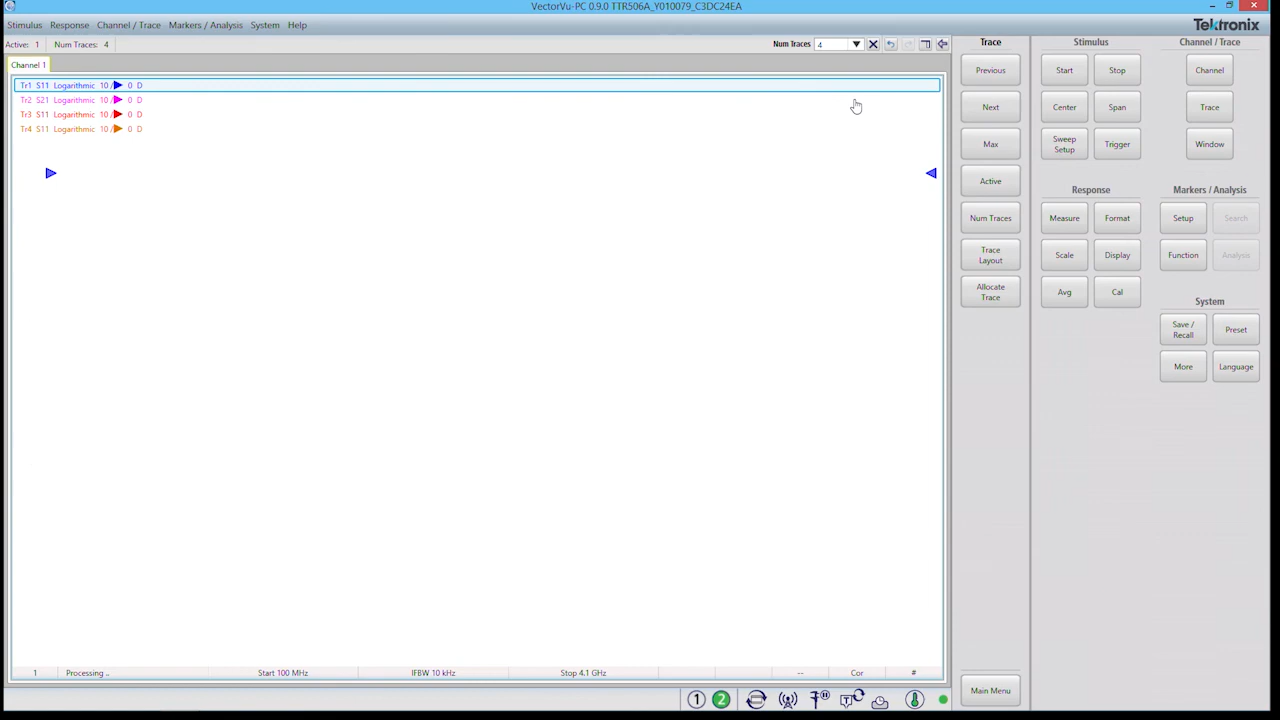 VectorVu-PC 0.9.0 TTR506A_Y010079_C3DC24EA
Stimulus Response Channel / Trace Markers / Analysis System Help
Tektronix
Active: 1 Num Traces: 4
Num Traces 4
Channel 1
Tr1 S11 Logarithmic 10 / 0 D
Tr2 S21 Logarithmic 10 / 0 D
Tr3 S11 Logarithmic 10 / 0 D
Tr4 S11 Logarithmic 10 / 0 D
1 Processing .. Start 100 MHz IFBW 10 kHz Stop 4.1 GHz -- Cor #
1 2
Trace
Previous
Next
Max
Active
Num Traces
Trace
Layout
Allocate
Trace
Main Menu
Stimulus
Start Stop
Center Span
Sweep
Setup
Trigger
Response
Measure Format
Scale Display
Avg Cal
Channel / Trace
Channel
Trace
Window
Markers / Analysis
Setup Search
Function Analysis
System
Save /
Recall
Preset
More Language